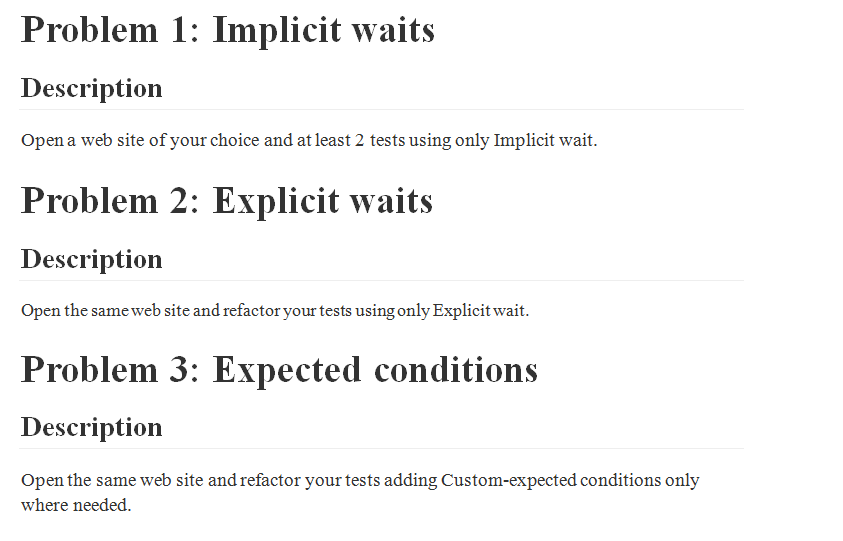 Problem 1: Implicit waits
Description
Open a web site of your choice and at least 2 tests using only Implicit wait.
Problem 2: Explicit waits
Description
Open the same web site and refactor your tests using only Explicit wait.
Problem 3: Expected conditions
Description
Open the same web site and refactor your tests adding Custom-expected conditions only
where needed.